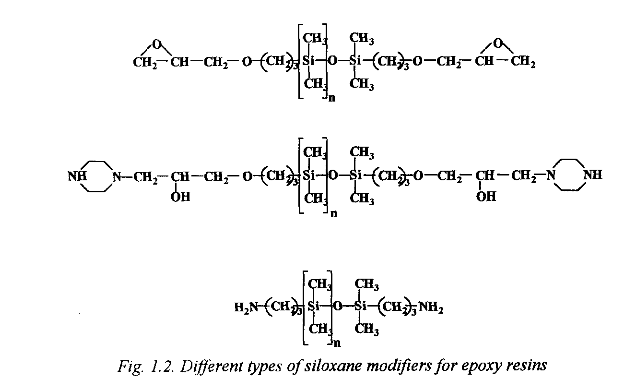 O O
CH₃ CH₃
CH₂—CH—CH₂—O—(CH₂)₃—[Si—O]—Si—(CH₂)₃—O—CH₂—CH—CH₂
CH₃ n CH₃
CH₃ CH₃
NH N—CH₂—CH—CH₂—O—(CH₂)₃—[Si—O]—Si—(CH₂)₃—O—CH₂—CH—CH₂—N NH
OH CH₃ n CH₃ OH
CH₃ CH₃
H₂N—(CH₂)₃—[Si—O]—Si—(CH₂)₃—NH₂
CH₃ n CH₃
Fig. 1.2. Different types of siloxane modifiers for epoxy resins